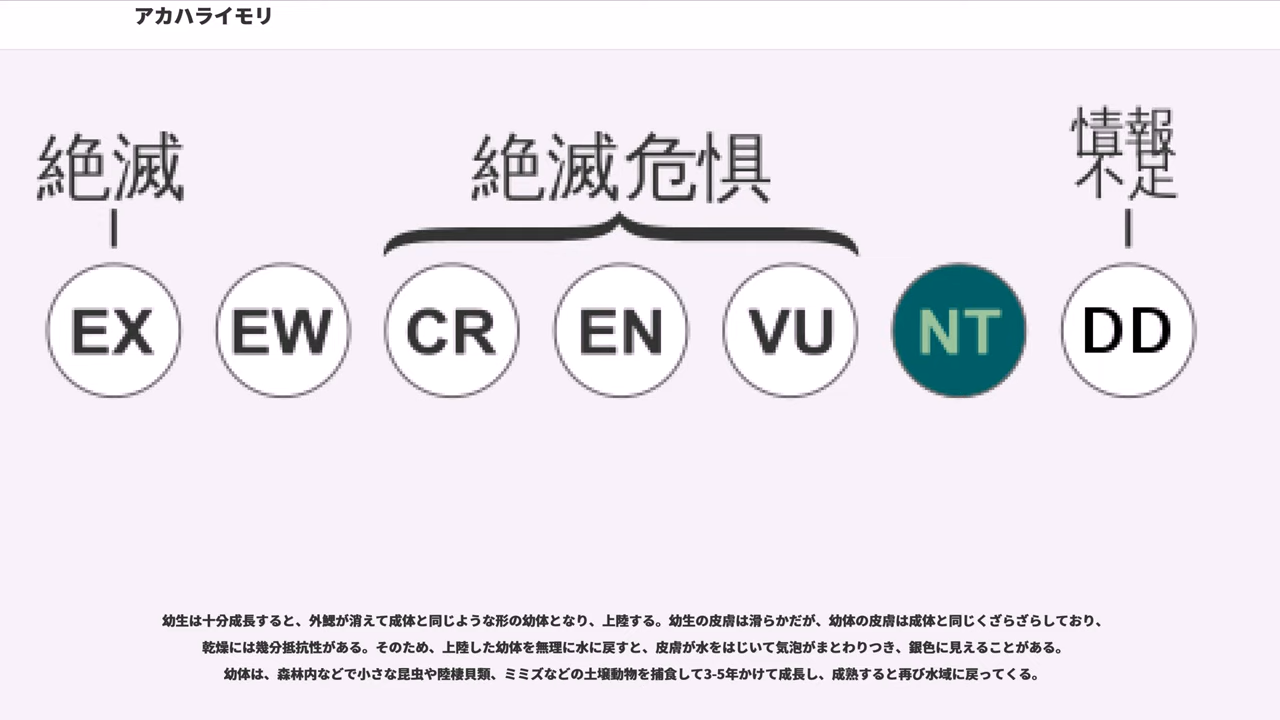 アカハライモリ
絶滅
絶滅危惧
情報
不足
EX EW CR EN VU NT DD
幼生は十分成長すると、外鰓が消えて成体と同じような形の幼体となり、上陸する。幼生の皮膚は滑らかだが、幼体の皮膚は成体と同じくざらざらしており、
乾燥には幾分抵抗性がある。そのため、上陸した幼体を無理に水に戻すと、皮膚が水をはじいて気泡がまとわりつき、銀色に見えることがある。
幼体は、森林内などで小さな昆虫や陸棲貝類、ミミズなどの土壌動物を捕食して3-5年かけて成長し、成熟すると再び水域に戻ってくる。